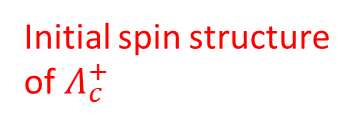 Initial spin structure
of Λ_c^+